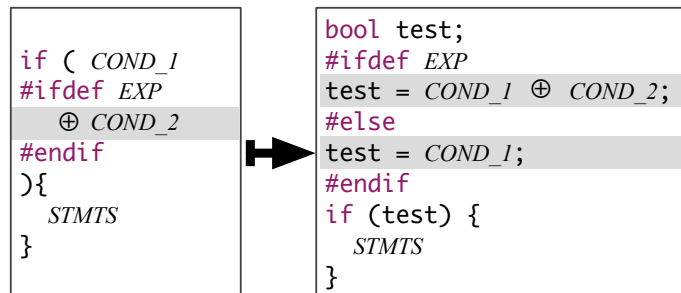 if ( COND_1
#ifdef EXP
⊕ COND_2
#endif
){
STMTS
}
bool test;
#ifdef EXP
test = COND_1 ⊕ COND_2;
#else
test = COND_1;
#endif
if (test) {
STMTS
}